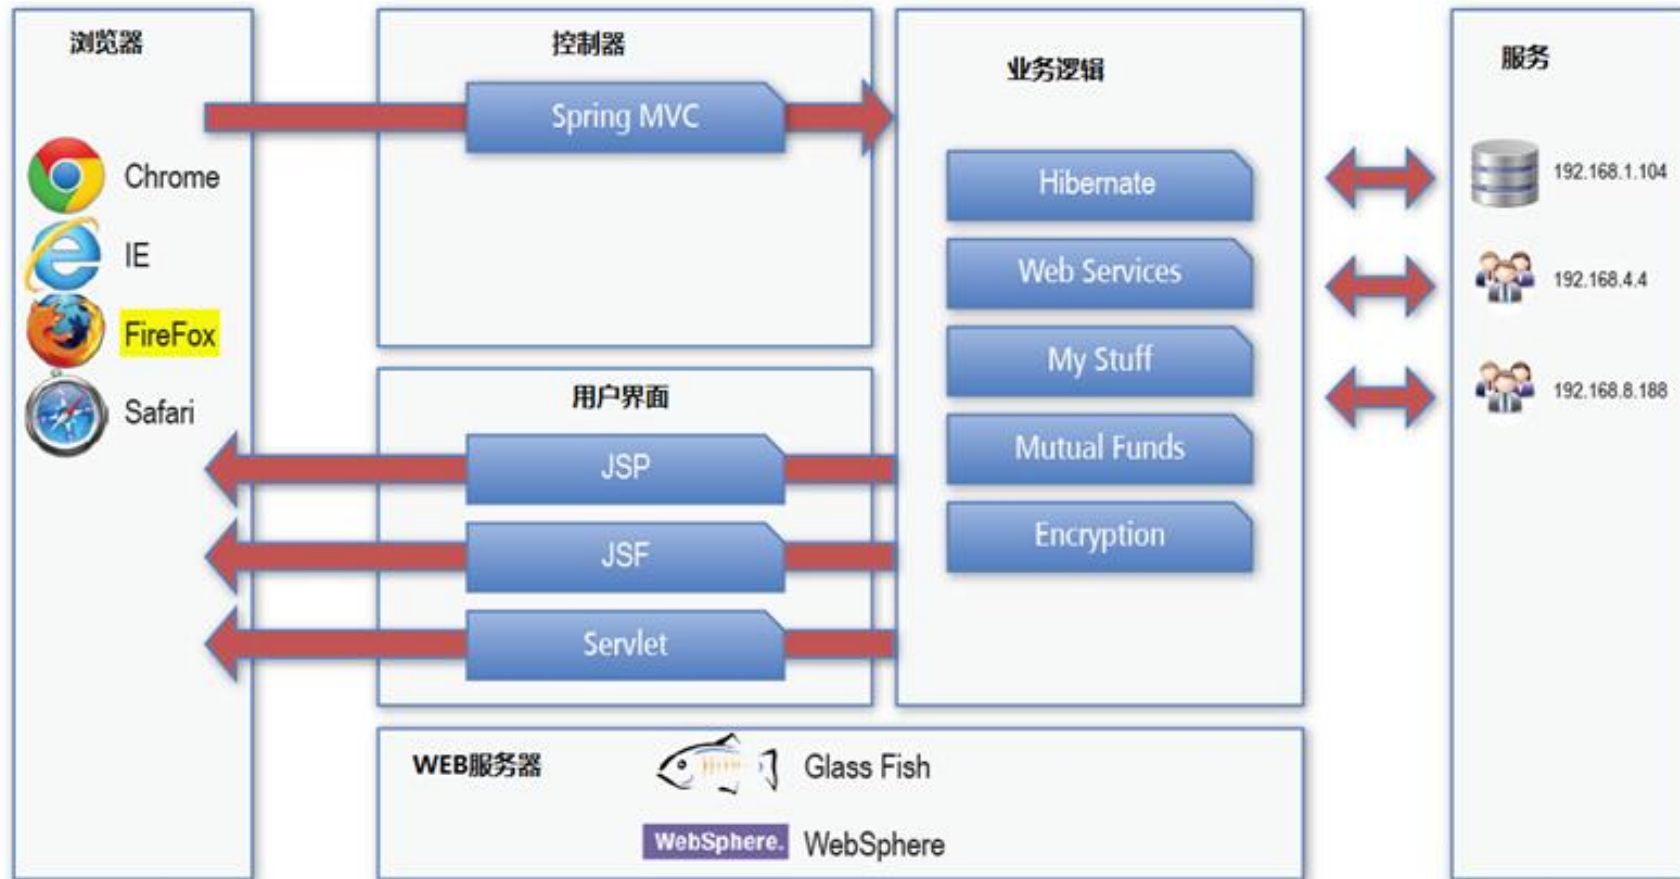 浏览器
Chrome
IE
FireFox
Safari
控制器
Spring MVC
用户界面
JSP
JSF
Servlet
业务逻辑
Hibernate
Web Services
My Stuff
Mutual Funds
Encryption
服务
192.168.1.104
192.168.4.4
192.168.8.188
WEB服务器
Glass Fish
WebSphere. WebSphere